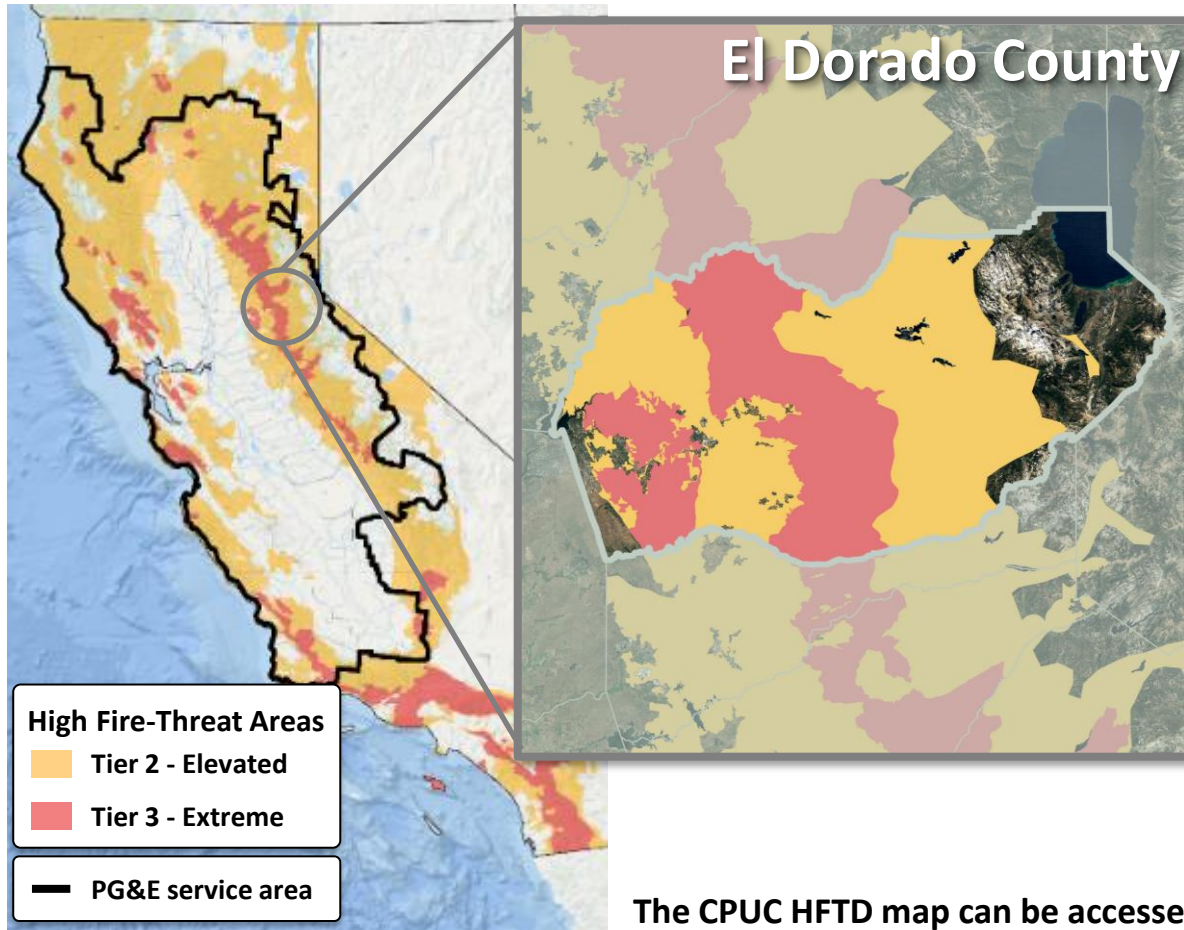 El Dorado County
High Fire-Threat Areas
Tier 2 - Elevated
Tier 3 - Extreme
PG&E service area
The CPUC HFTD map can be accesse